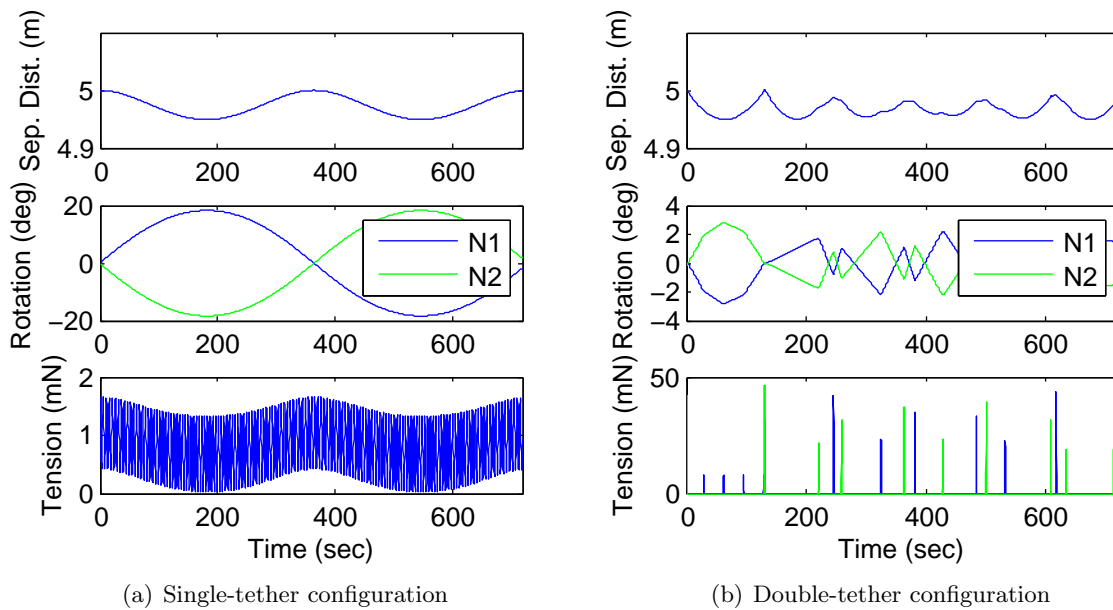 Sep. Dist. (m)
5
4.9
0 200 400 600
Rotation (deg)
20
0
−20
N1
N2
0 200 400 600
Tension (mN)
2
1
0
0 200 400 600
Time (sec)
(a) Single-tether configuration
Sep. Dist. (m)
5
4.9
0 200 400 600
Rotation (deg)
4
2
0
−2
−4
N1
N2
0 200 400 600
Tension (mN)
50
0
0 200 400 600
Time (sec)
(b) Double-tether configuration